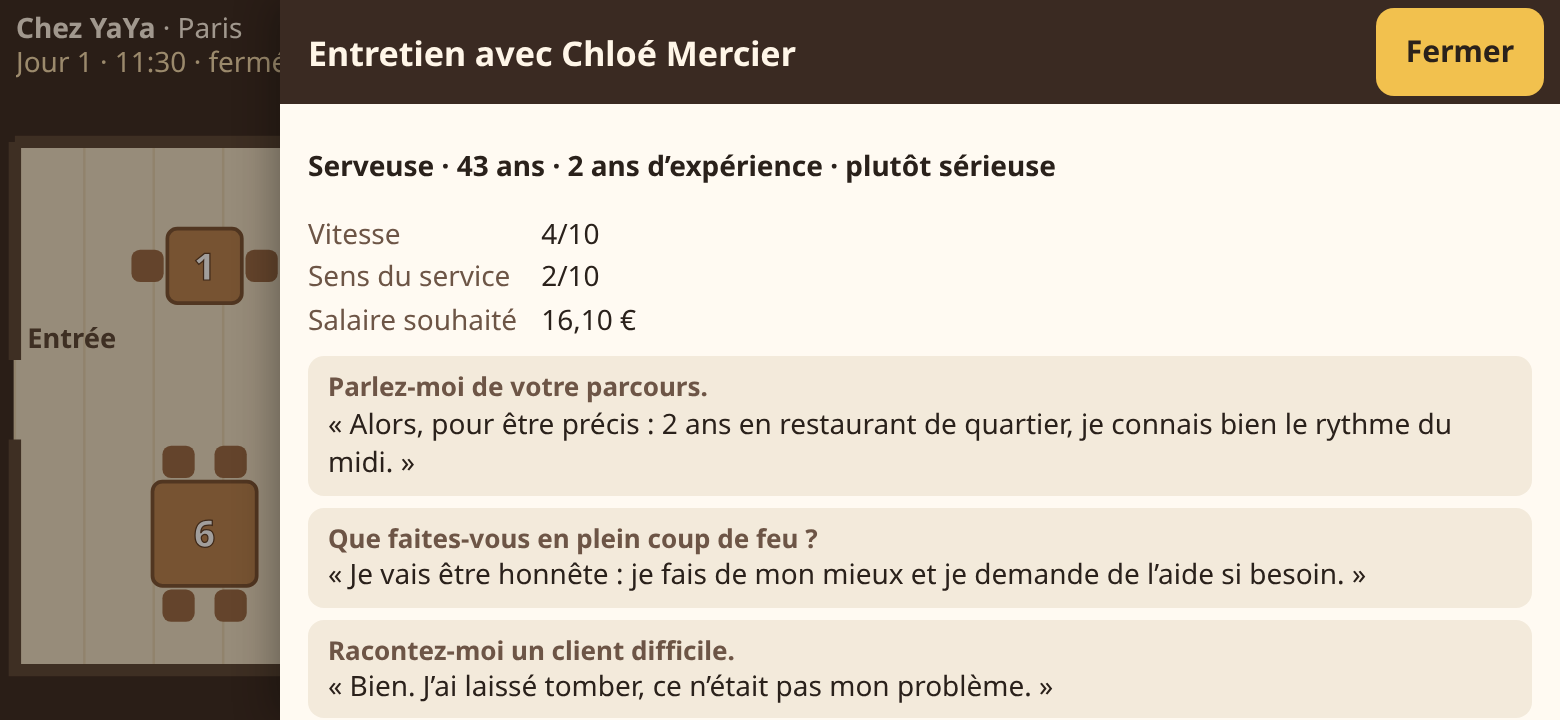 Chez YaYa · Paris
Jour 1 · 11:30 · fermé
Entretien avec Chloé Mercier
Fermer
1
Entrée
6
Serveuse · 43 ans · 2 ans d’expérience · plutôt sérieuse
Vitesse 4/10
Sens du service 2/10
Salaire souhaité 16,10 €
Parlez-moi de votre parcours.
« Alors, pour être précis : 2 ans en restaurant de quartier, je connais bien le rythme du
midi. »
Que faites-vous en plein coup de feu ?
« Je vais être honnête : je fais de mon mieux et je demande de l’aide si besoin. »
Racontez-moi un client difficile.
« Bien. J’ai laissé tomber, ce n’était pas mon problème. »